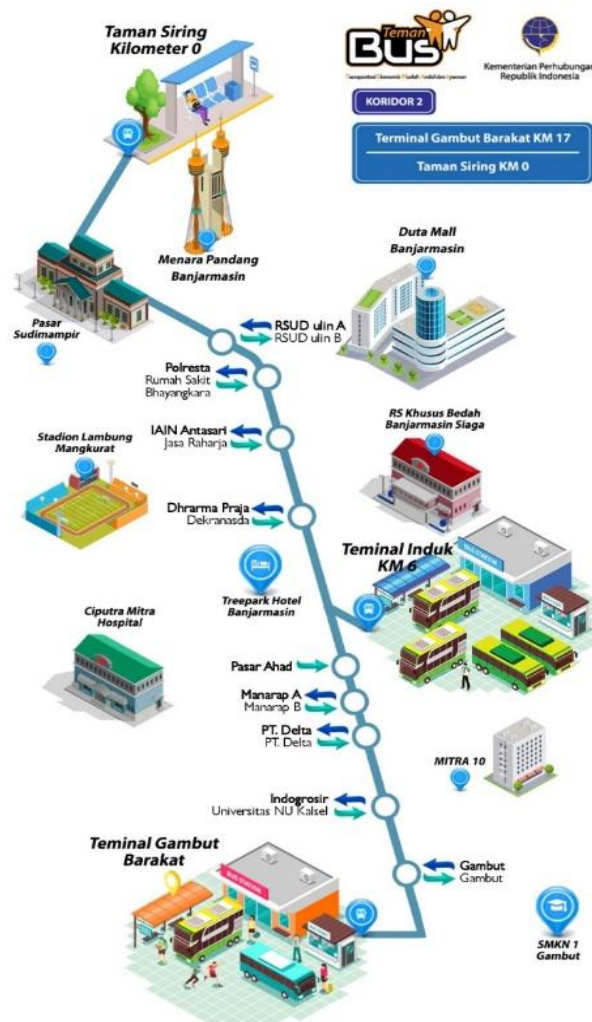 Taman Siring
Kilometer 0
Teman
Bus
Kementerian Perhubungan
Republik Indonesia
KORIDOR 2
Terminal Gambut Barakat KM 17
Taman Siring KM 0
Menara Pandang
Banjarmasin
Duta Mall
Banjarmasin
Pasar
Sudimampir
RSUD ulin A
RSUD ulin B
Polresta
Rumah Sakit
Bhayangkara
RS Khusus Bedah
Banjarmasin Siaga
IAIN Antasari
Jasa Raharja
Stadion Lambung
Mangkurat
Dhrarma Praja
Dekranasda
Teminal Induk
KM 6
BUS STATION
Treepark Hotel
Banjarmasin
Ciputra Mitra
Hospital
Pasar Ahad
Manarap A
Manarap B
PT. Delta
PT. Delta
MITRA 10
Indogrosir
Universitas NU Kalsel
Teminal Gambut
Barakat
Gambut
Gambut
BUS STATION
SMKN 1
Gambut